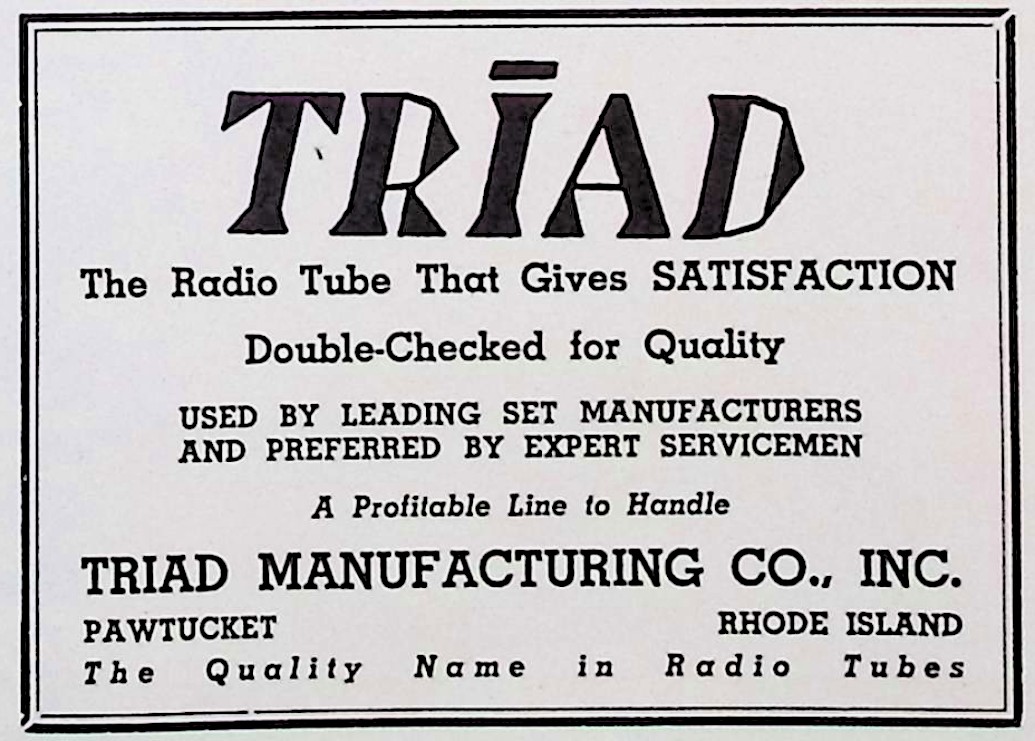 TRĪAD
The Radio Tube That Gives SATISFACTION
Double-Checked for Quality
USED BY LEADING SET MANUFACTURERS
AND PREFERRED BY EXPERT SERVICEMEN
A Profitable Line to Handle
TRIAD MANUFACTURING CO., INC.
PAWTUCKET RHODE ISLAND
The Quality Name in Radio Tubes